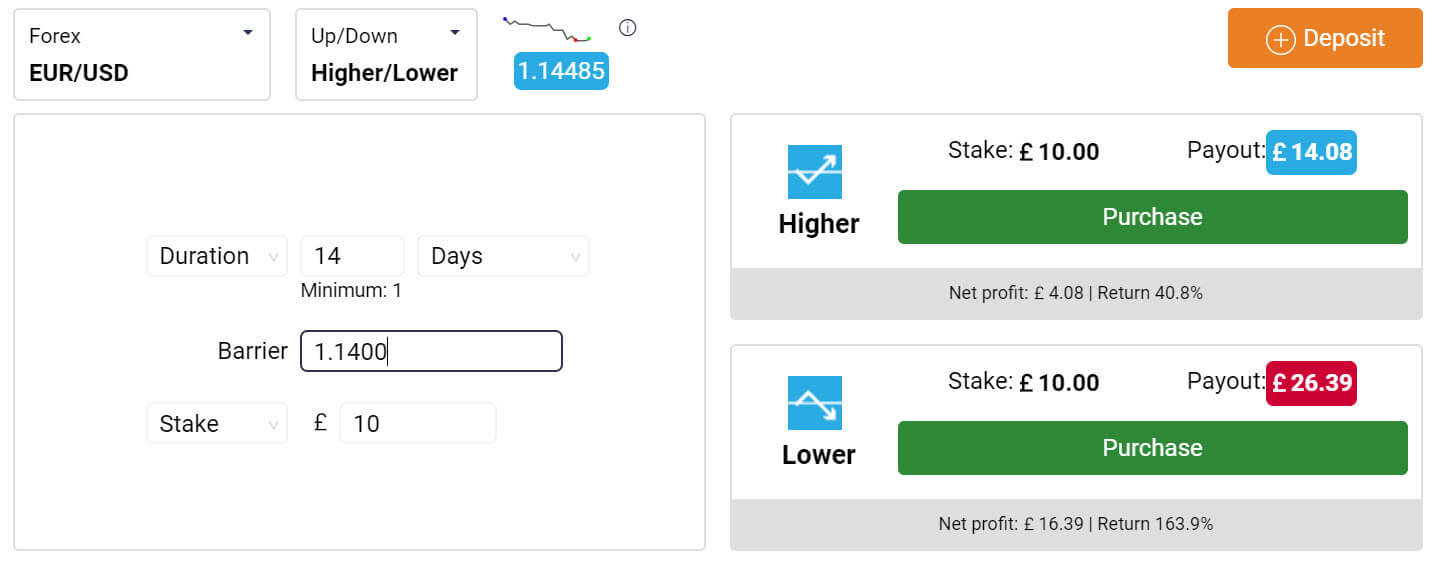 Forex
EUR/USD
Up/Down
Higher/Lower
1.14485
Deposit
Duration 14 Days
Minimum: 1
Barrier 1.1400
Stake £ 10
Stake: £ 10.00 Payout: £ 14.08
Higher
Purchase
Net profit: £ 4.08 | Return 40.8%
Stake: £ 10.00 Payout: £ 26.39
Lower
Purchase
Net profit: £ 16.39 | Return 163.9%